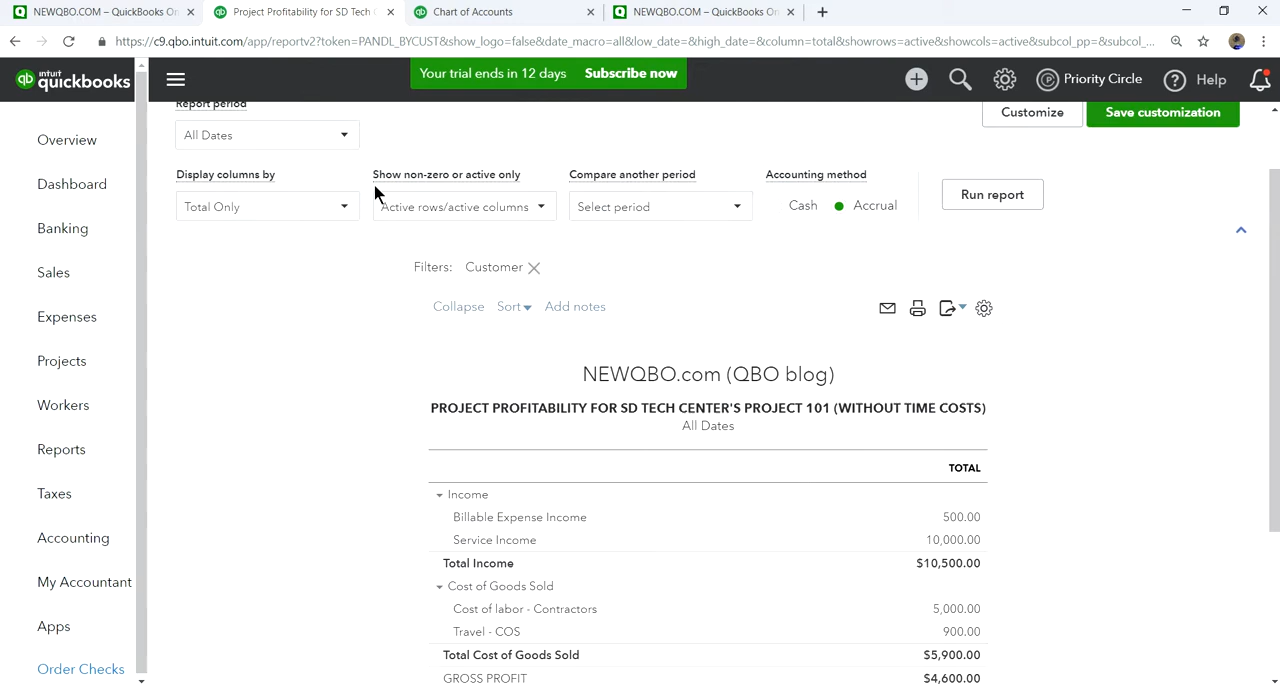 NEWQBO.COM – QuickBooks On
Project Profitability for SD Tech C
Chart of Accounts
NEWQBO.COM – QuickBooks On
https://c9.qbo.intuit.com/app/reportv2?token=PANDL_BYCUST&show_logo=false&date_macro=all&low_date=&high_date=&column=total&showrows=active&showcols=active&subcol_pp=&subcol_...
intuit
quickbooks
Your trial ends in 12 days Subscribe now
Priority Circle
Help
Overview
Dashboard
Banking
Sales
Expenses
Projects
Workers
Reports
Taxes
Accounting
My Accountant
Apps
Order Checks
Report period
All Dates
Customize
Save customization
Display columns by
Total Only
Show non-zero or active only
Active rows/active columns
Compare another period
Select period
Accounting method
Cash
Accrual
Run report
Filters: Customer
Collapse Sort Add notes
NEWQBO.com (QBO blog)
PROJECT PROFITABILITY FOR SD TECH CENTER'S PROJECT 101 (WITHOUT TIME COSTS)
All Dates
TOTAL
Income
Billable Expense Income 500.00
Service Income 10,000.00
Total Income $10,500.00
Cost of Goods Sold
Cost of labor - Contractors 5,000.00
Travel - COS 900.00
Total Cost of Goods Sold $5,900.00
GROSS PROFIT $4,600.00